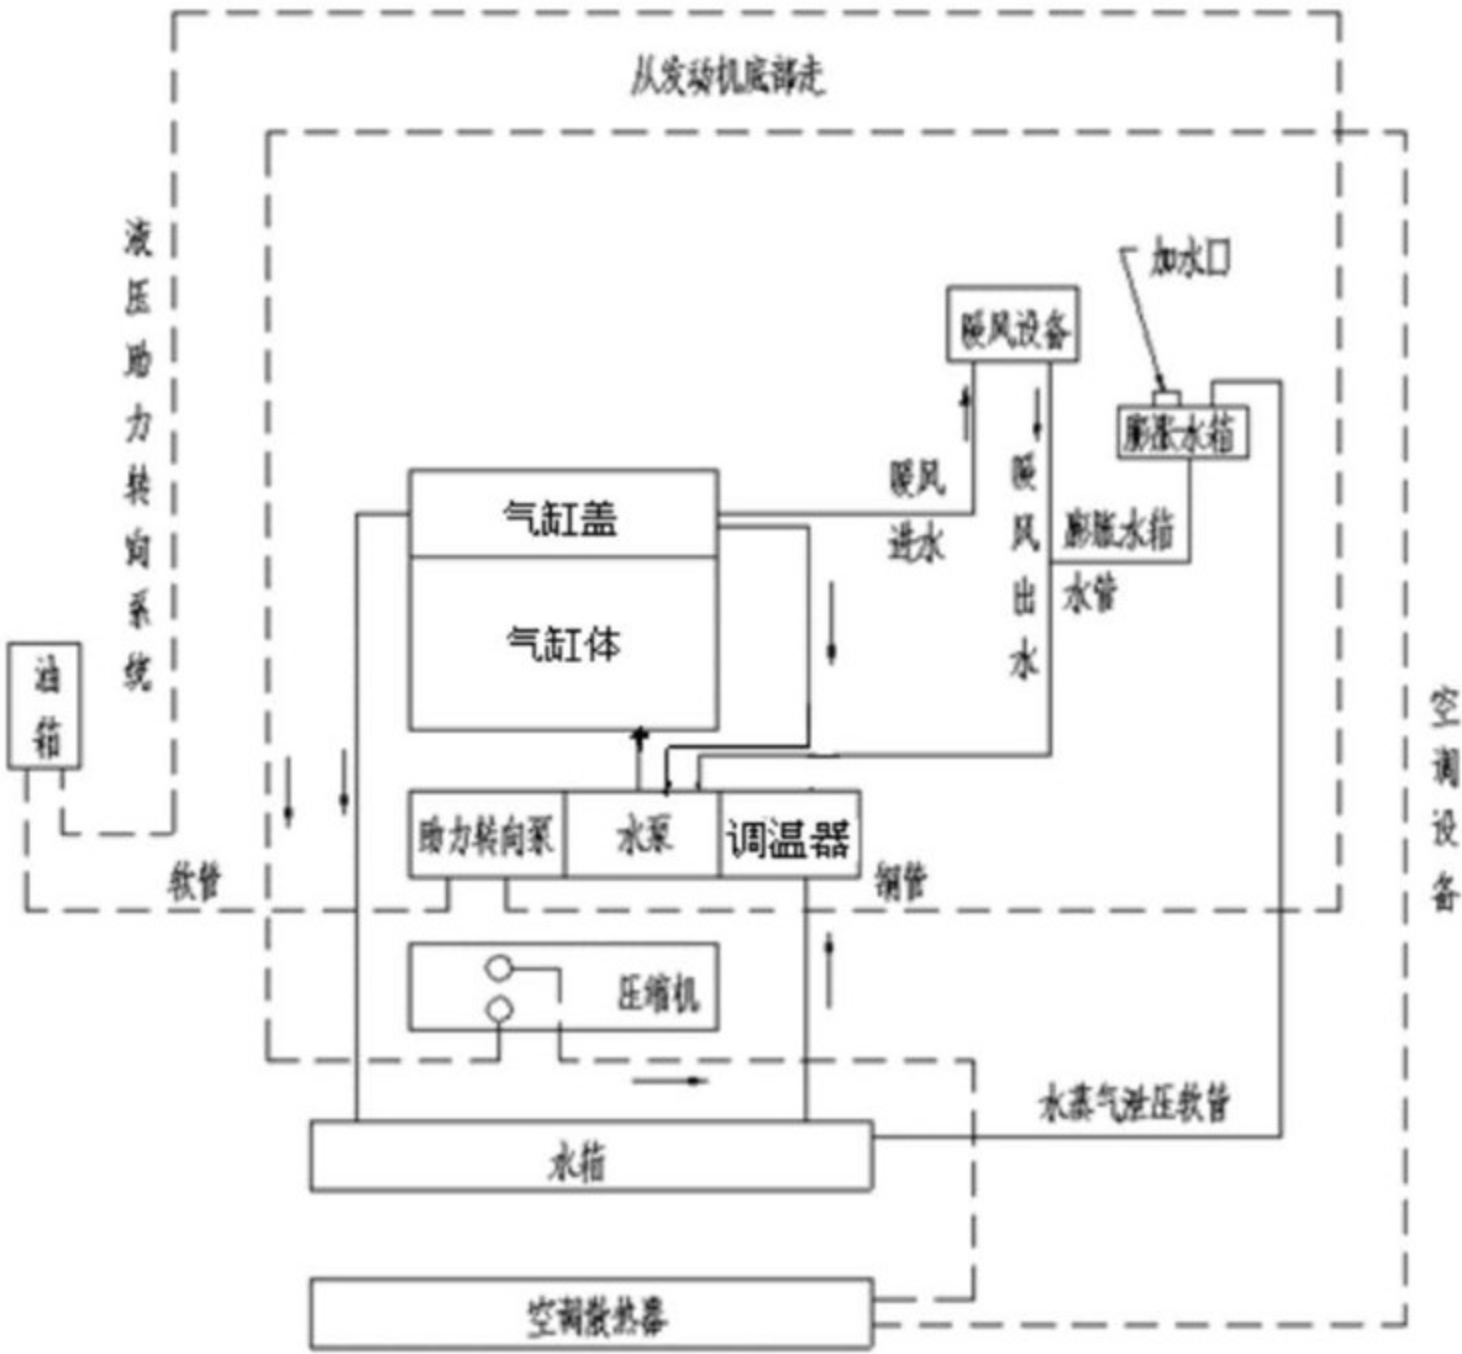 从发动机底部走
液压助力转向系统
加水口
暖风设备
膨胀水箱
暖风
进水
暖风出水
膨胀水箱
水管
气缸盖
气缸体
油箱
空调设备
助力转向泵
水泵
调温器
软管
钢管
压缩机
水蒸气泄压软管
水箱
空调散热器